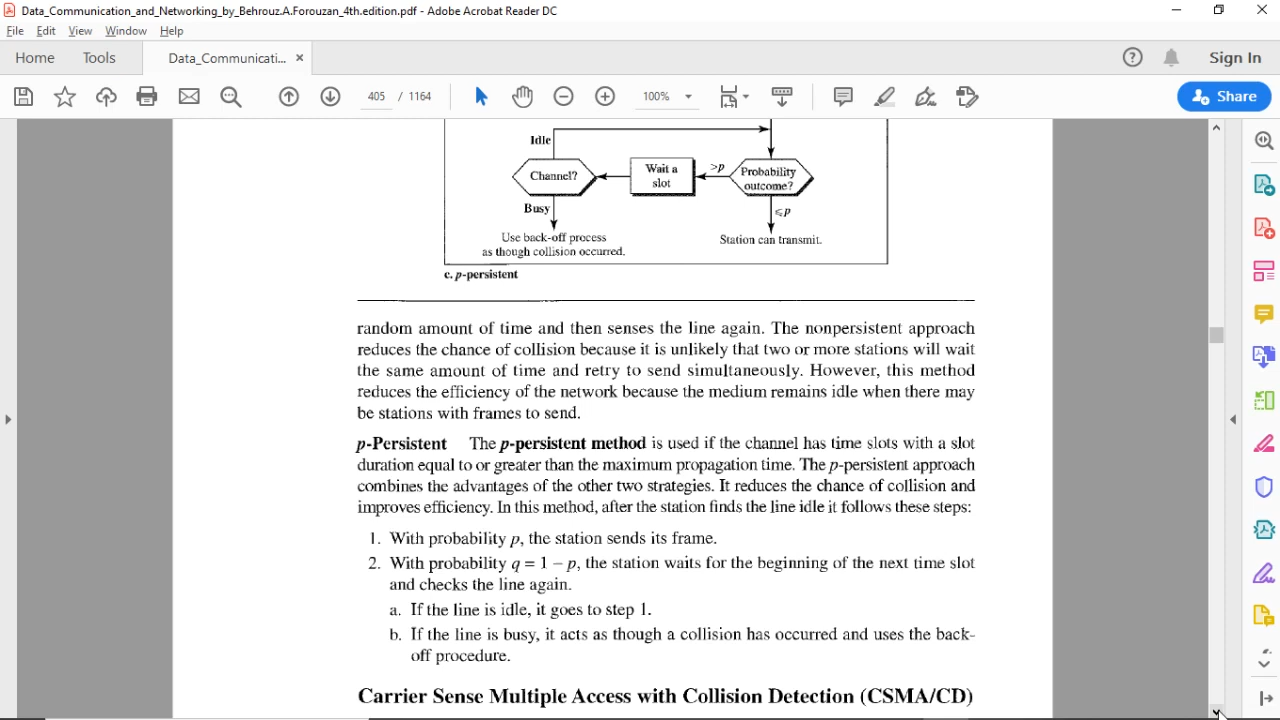 Data_Communication_and_Networking_by_Behrouz.A.Forouzan_4th.edition.pdf - Adobe Acrobat Reader DC
File Edit View Window Help
Home Tools Data_Communicati... × Sign In
405 / 1164 100% Share
Idle
Channel?
Wait a
slot
>p
Probability
outcome?
Busy
⩽p
Use back-off process
as though collision occurred.
Station can transmit.
c. p-persistent
random amount of time and then senses the line again. The nonpersistent approach
reduces the chance of collision because it is unlikely that two or more stations will wait
the same amount of time and retry to send simultaneously. However, this method
reduces the efficiency of the network because the medium remains idle when there may
be stations with frames to send.
p-Persistent The p-persistent method is used if the channel has time slots with a slot
duration equal to or greater than the maximum propagation time. The p-persistent approach
combines the advantages of the other two strategies. It reduces the chance of collision and
improves efficiency. In this method, after the station finds the line idle it follows these steps:
1. With probability p, the station sends its frame.
2. With probability q = 1 – p, the station waits for the beginning of the next time slot
and checks the line again.
a. If the line is idle, it goes to step 1.
b. If the line is busy, it acts as though a collision has occurred and uses the back-
off procedure.
Carrier Sense Multiple Access with Collision Detection (CSMA/CD)